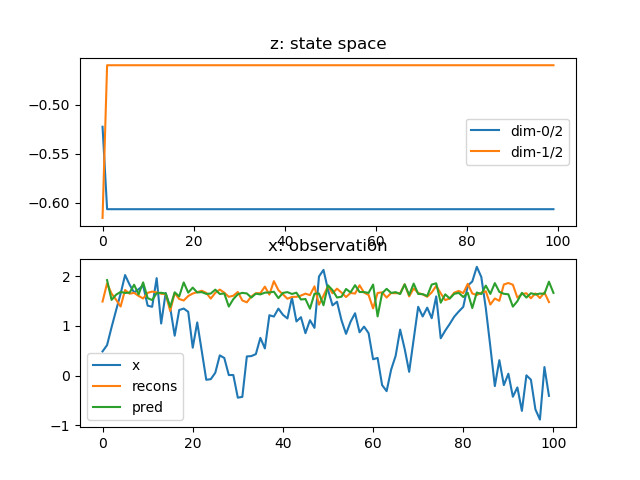 z: state space
−0.50
−0.55
−0.60
dim-0/2
dim-1/2
0 20 40 60 80 100
x: observation
2
1
0
−1
x
recons
pred
0 20 40 60 80 100